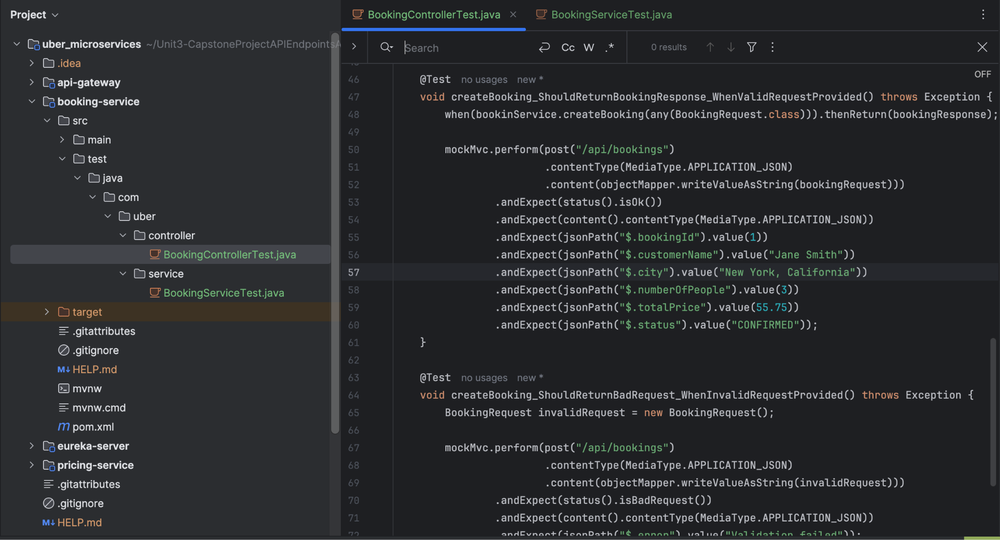 Project
uber_microservices ~/Unit3-CapstoneProjectAPIEndpointsA
.idea
api-gateway
booking-service
src
main
test
java
com
uber
controller
BookingControllerTest.java
service
BookingServiceTest.java
target
.gitattributes
.gitignore
M↓ HELP.md
mvnw
mvnw.cmd
m pom.xml
eureka-server
pricing-service
.gitattributes
.gitignore
M↓ HELP.md
BookingControllerTest.java BookingServiceTest.java
Search Cc W .* 0 results
OFF
46 @Test no usages new *
47 void createBooking_ShouldReturnBookingResponse_WhenValidRequestProvided() throws Exception {
48 when(bookinService.createBooking(any(BookingRequest.class))).thenReturn(bookingResponse);
49
50 mockMvc.perform(post("/api/bookings")
51 .contentType(MediaType.APPLICATION_JSON)
52 .content(objectMapper.writeValueAsString(bookingRequest)))
53 .andExpect(status().isOk())
54 .andExpect(content().contentType(MediaType.APPLICATION_JSON))
55 .andExpect(jsonPath("$.bookingId").value(1))
56 .andExpect(jsonPath("$.customerName").value("Jane Smith"))
57 .andExpect(jsonPath("$.city").value("New York, California"))
58 .andExpect(jsonPath("$.numberOfPeople").value(3))
59 .andExpect(jsonPath("$.totalPrice").value(55.75))
60 .andExpect(jsonPath("$.status").value("CONFIRMED"));
61 }
62
63 @Test no usages new *
64 void createBooking_ShouldReturnBadRequest_WhenInvalidRequestProvided() throws Exception {
65 BookingRequest invalidRequest = new BookingRequest();
66
67 mockMvc.perform(post("/api/bookings")
68 .contentType(MediaType.APPLICATION_JSON)
69 .content(objectMapper.writeValueAsString(invalidRequest)))
70 .andExpect(status().isBadRequest())
71 .andExpect(content().contentType(MediaType.APPLICATION_JSON))
72 .andExpect(jsonPath("$.error").value("Validation failed"));